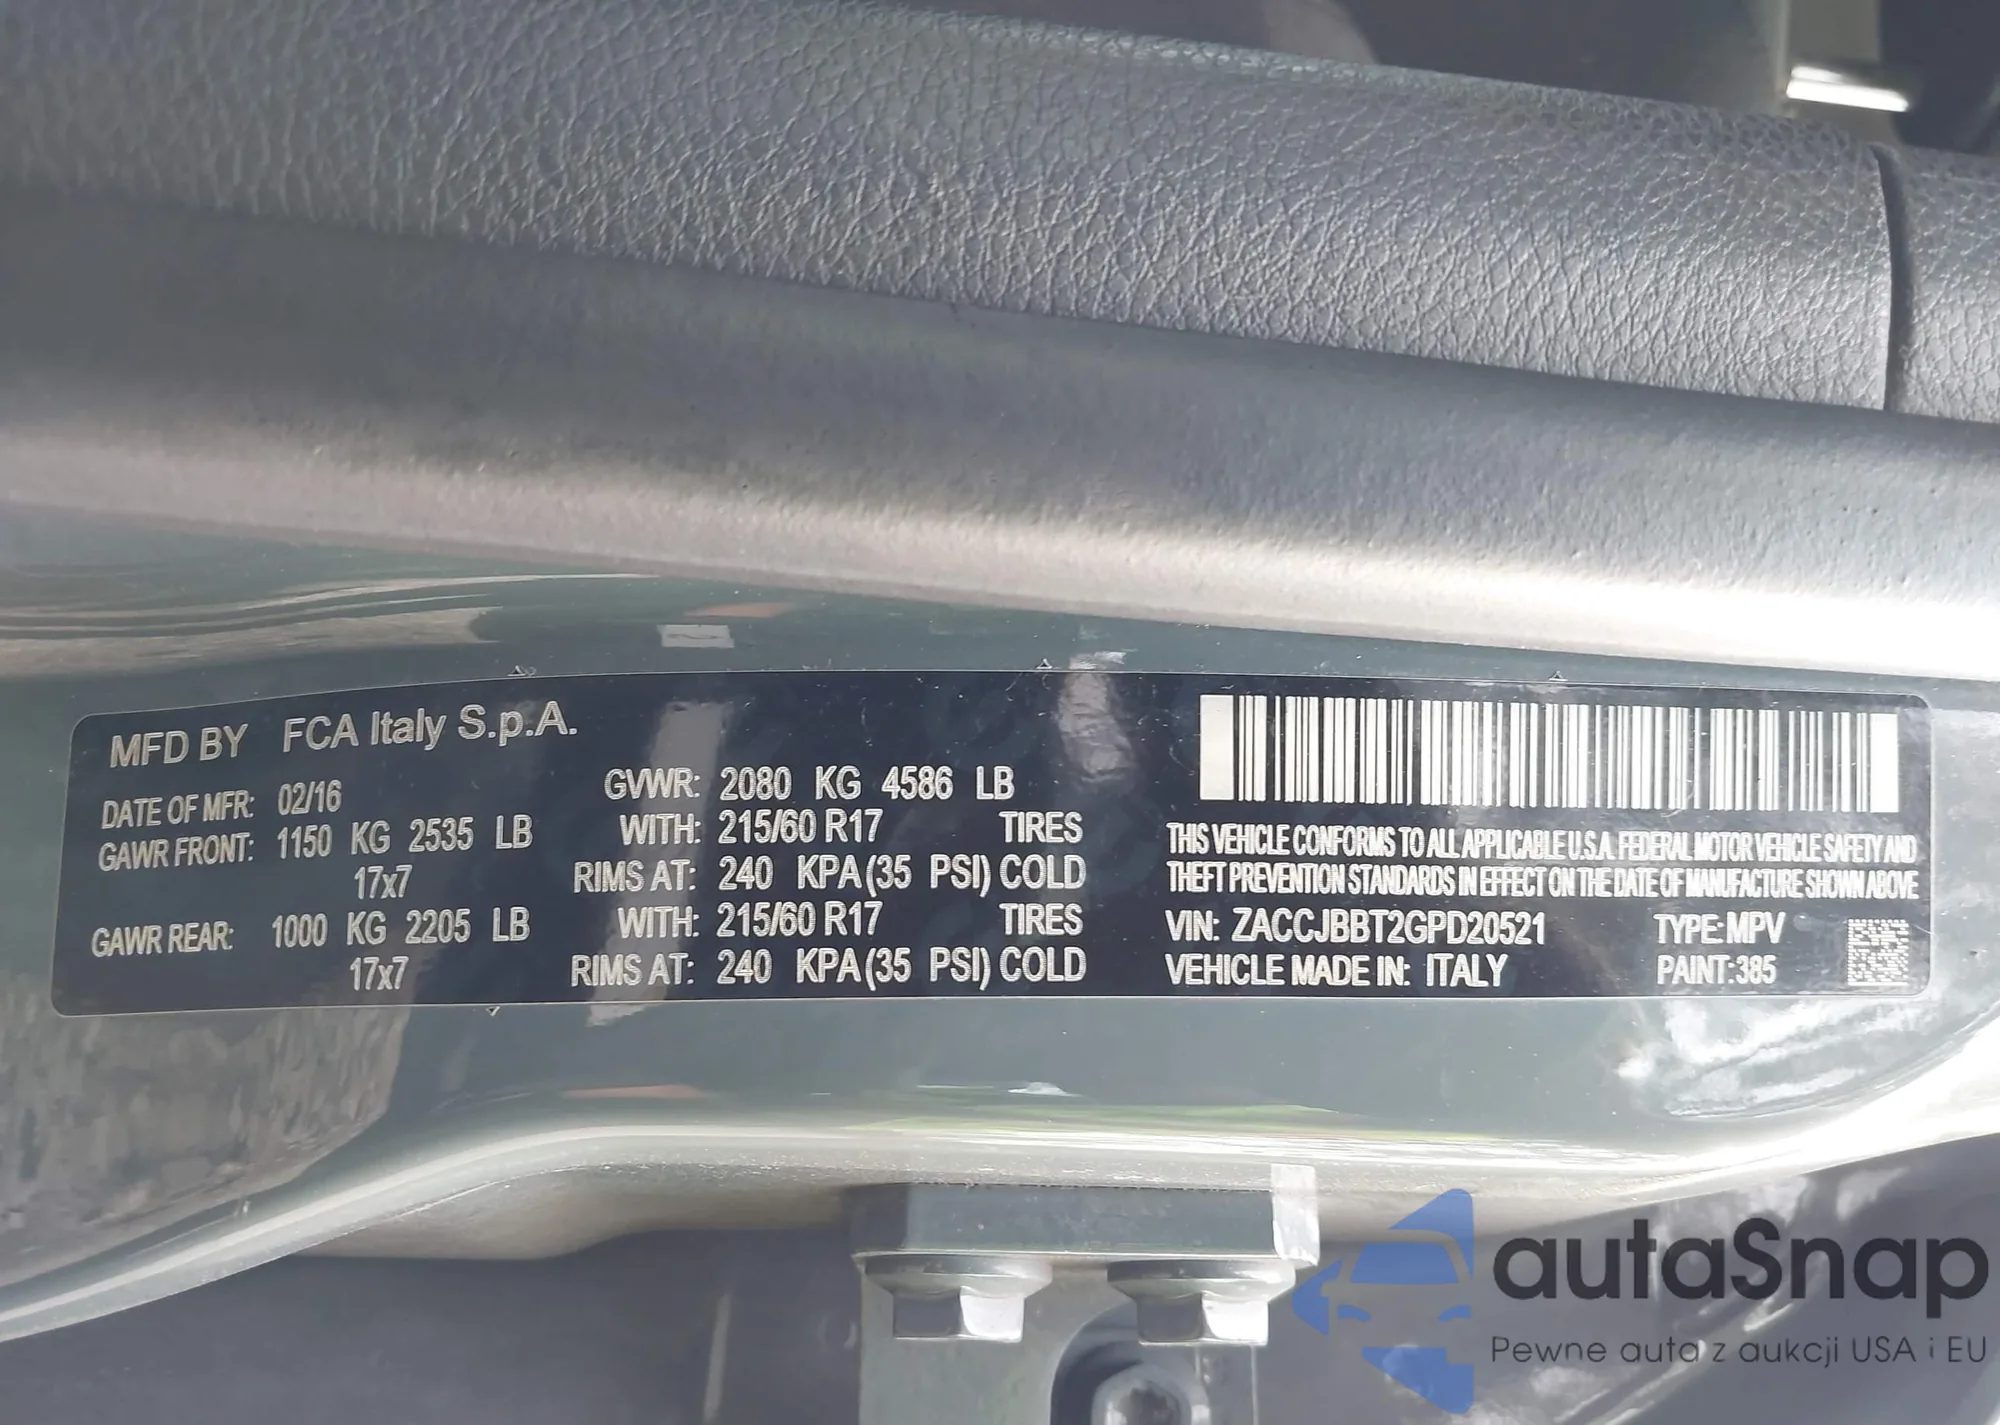 MFD BY FCA Italy S.p.A.
DATE OF MFR: 02/16 GVWR: 2080 KG 4586 LB
GAWR FRONT: 1150 KG 2535 LB WITH: 215/60 R17 TIRES
17x7 RIMS AT: 240 KPA(35 PSI) COLD
GAWR REAR: 1000 KG 2205 LB WITH: 215/60 R17 TIRES
17x7 RIMS AT: 240 KPA(35 PSI) COLD
THIS VEHICLE CONFORMS TO ALL APPLICABLE U.S.A. FEDERAL MOTOR VEHICLE SAFETY AND
THEFT PREVENTION STANDARDS IN EFFECT ON THE DATE OF MANUFACTURE SHOWN ABOVE
VIN: ZACCJBBT2GPD20521 TYPE:MPV
VEHICLE MADE IN: ITALY PAINT:385
autaSnap
Pewne auta z aukcji USA i EU